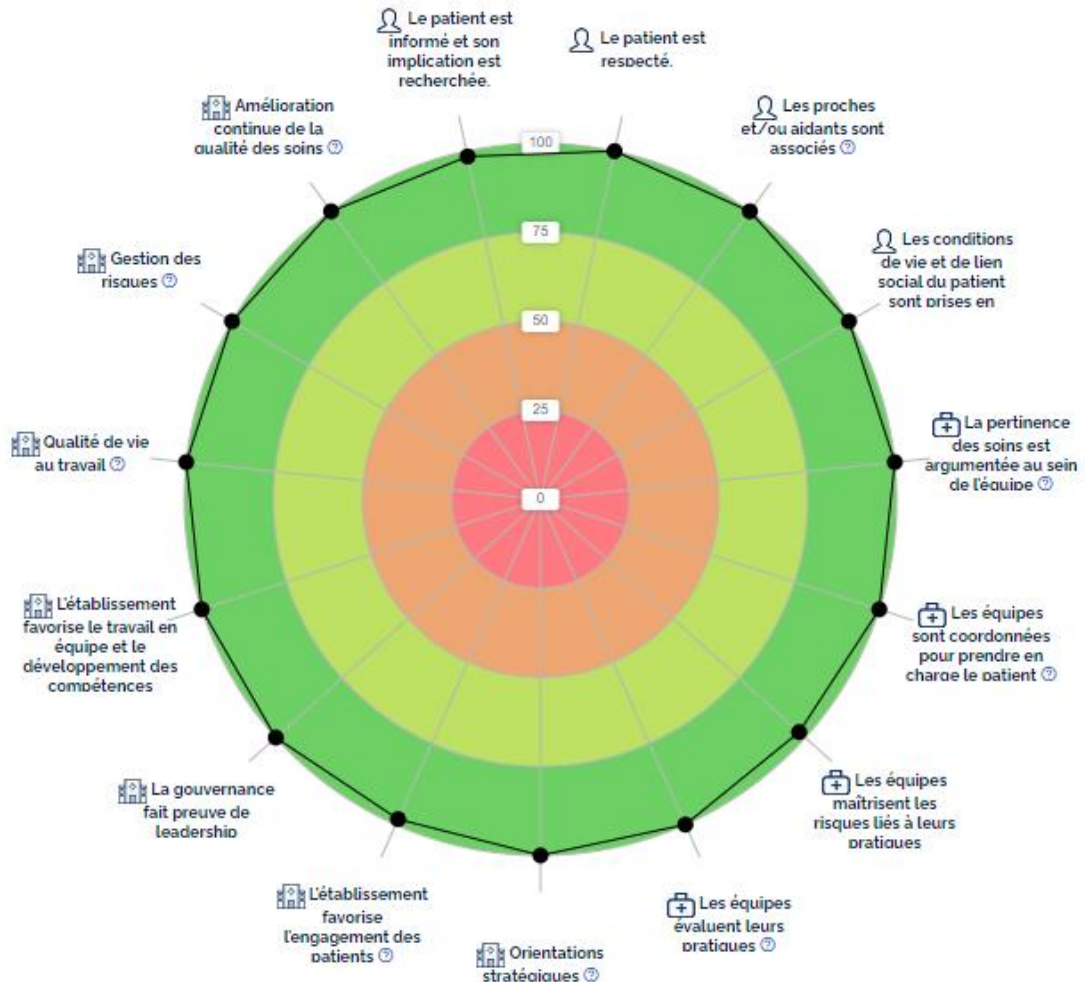 Le patient est
informé et son
implication est
recherchée.
Le patient est
respecté.
Les proches
et/ou aidants sont
associés ?
Les conditions
de vie et de lien
social du patient
sont prises en
La pertinence
des soins est
argumentée au sein
de l'équipe ?
Les équipes
sont coordonnées
pour prendre en
charge le patient ?
Les équipes
maîtrisent les
risques liés à leurs
pratiques
Les équipes
évaluent leurs
pratiques ?
Orientations
stratégiques ?
L'établissement
favorise
l'engagement des
patients ?
La gouvernance
fait preuve de
leadership
L'établissement
favorise le travail en
équipe et le
développement des
compétences
Qualité de vie
au travail ?
Gestion des
risques ?
Amélioration
continue de la
qualité des soins ?
100
75
50
25
0